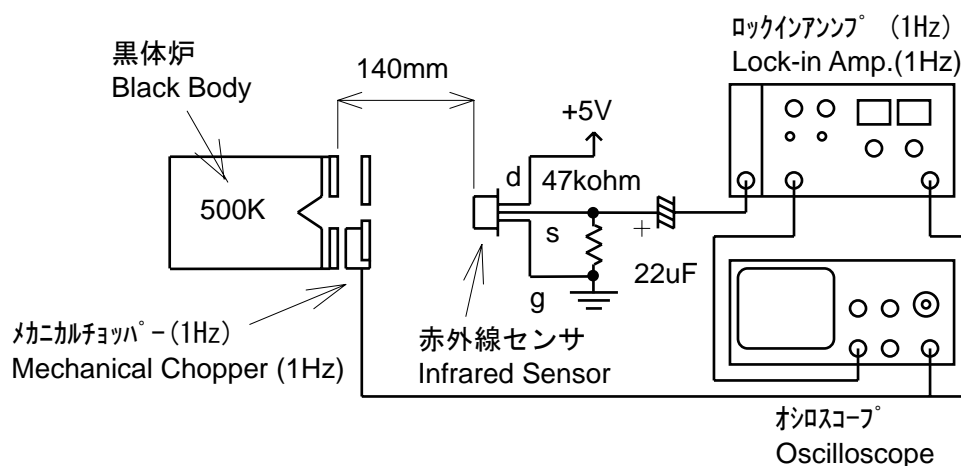 ﾛｯｸｲﾝｱﾝﾝﾌﾟ (1Hz)
Lock-in Amp.(1Hz)
黒体炉
Black Body
140mm
+5V
d
47kohm
500K
s
+
22uF
g
ﾒｶﾆｶﾙﾁｮｯﾊﾟｰ(1Hz)
Mechanical Chopper (1Hz)
赤外線センサ
Infrared Sensor
ｵｼﾛｽｺｰﾌﾟ
Oscilloscope